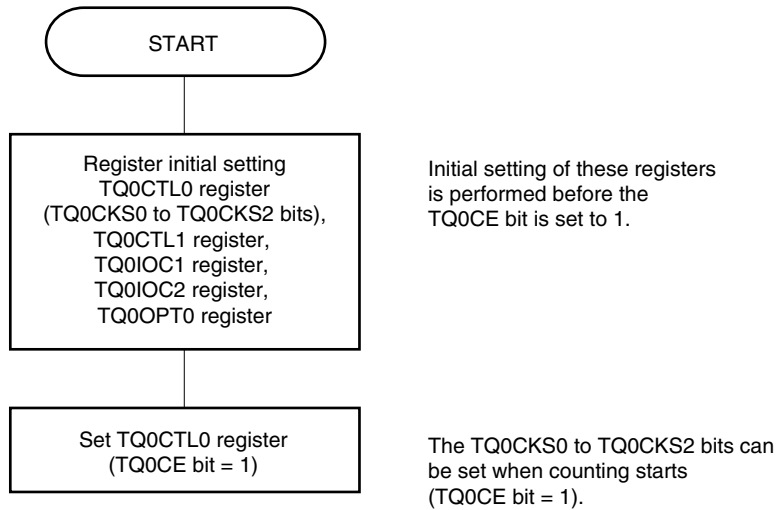 START
Register initial setting
TQ0CTL0 register
(TQ0CKS0 to TQ0CKS2 bits),
TQ0CTL1 register,
TQ0IOC1 register,
TQ0IOC2 register,
TQ0OPT0 register
Initial setting of these registers
is performed before the
TQ0CE bit is set to 1.
Set TQ0CTL0 register
(TQ0CE bit = 1)
The TQ0CKS0 to TQ0CKS2 bits can
be set when counting starts
(TQ0CE bit = 1).